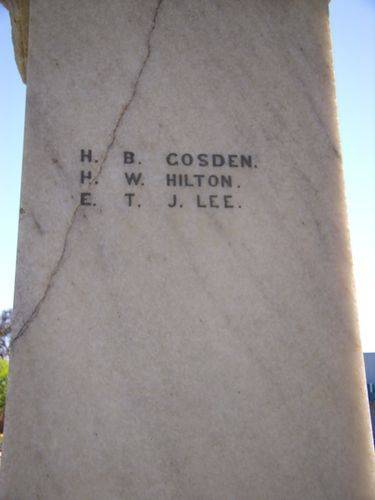 H. B. GOSDEN.
H. W. HILTON.
E. T. J. LEE.